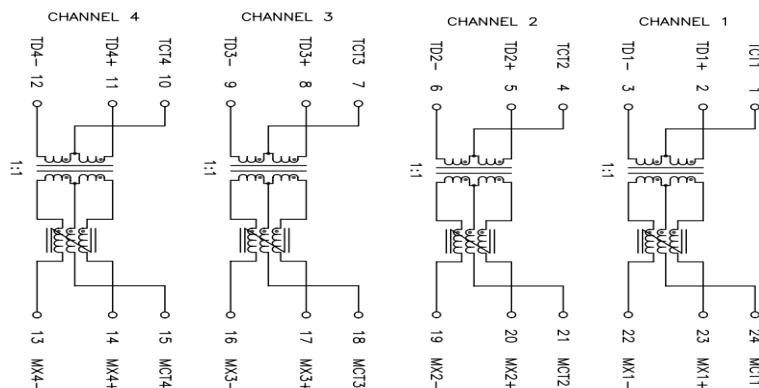 CHANNEL 4
CHANNEL 3
CHANNEL 2
CHANNEL 1
TD4- 12
TD4+ 11
TCT4 10
TD3- 9
TD3+ 8
TCT3 7
TD2- 6
TD2+ 5
TCT2 4
TD1- 3
TD1+ 2
TCT1 1
1:1
1:1
1:1
1:1
13 MX4-
14 MX4+
15 MCT4
16 MX3-
17 MX3+
18 MCT3
19 MX2-
20 MX2+
21 MCT2
22 MX1-
23 MX1+
24 MCT1